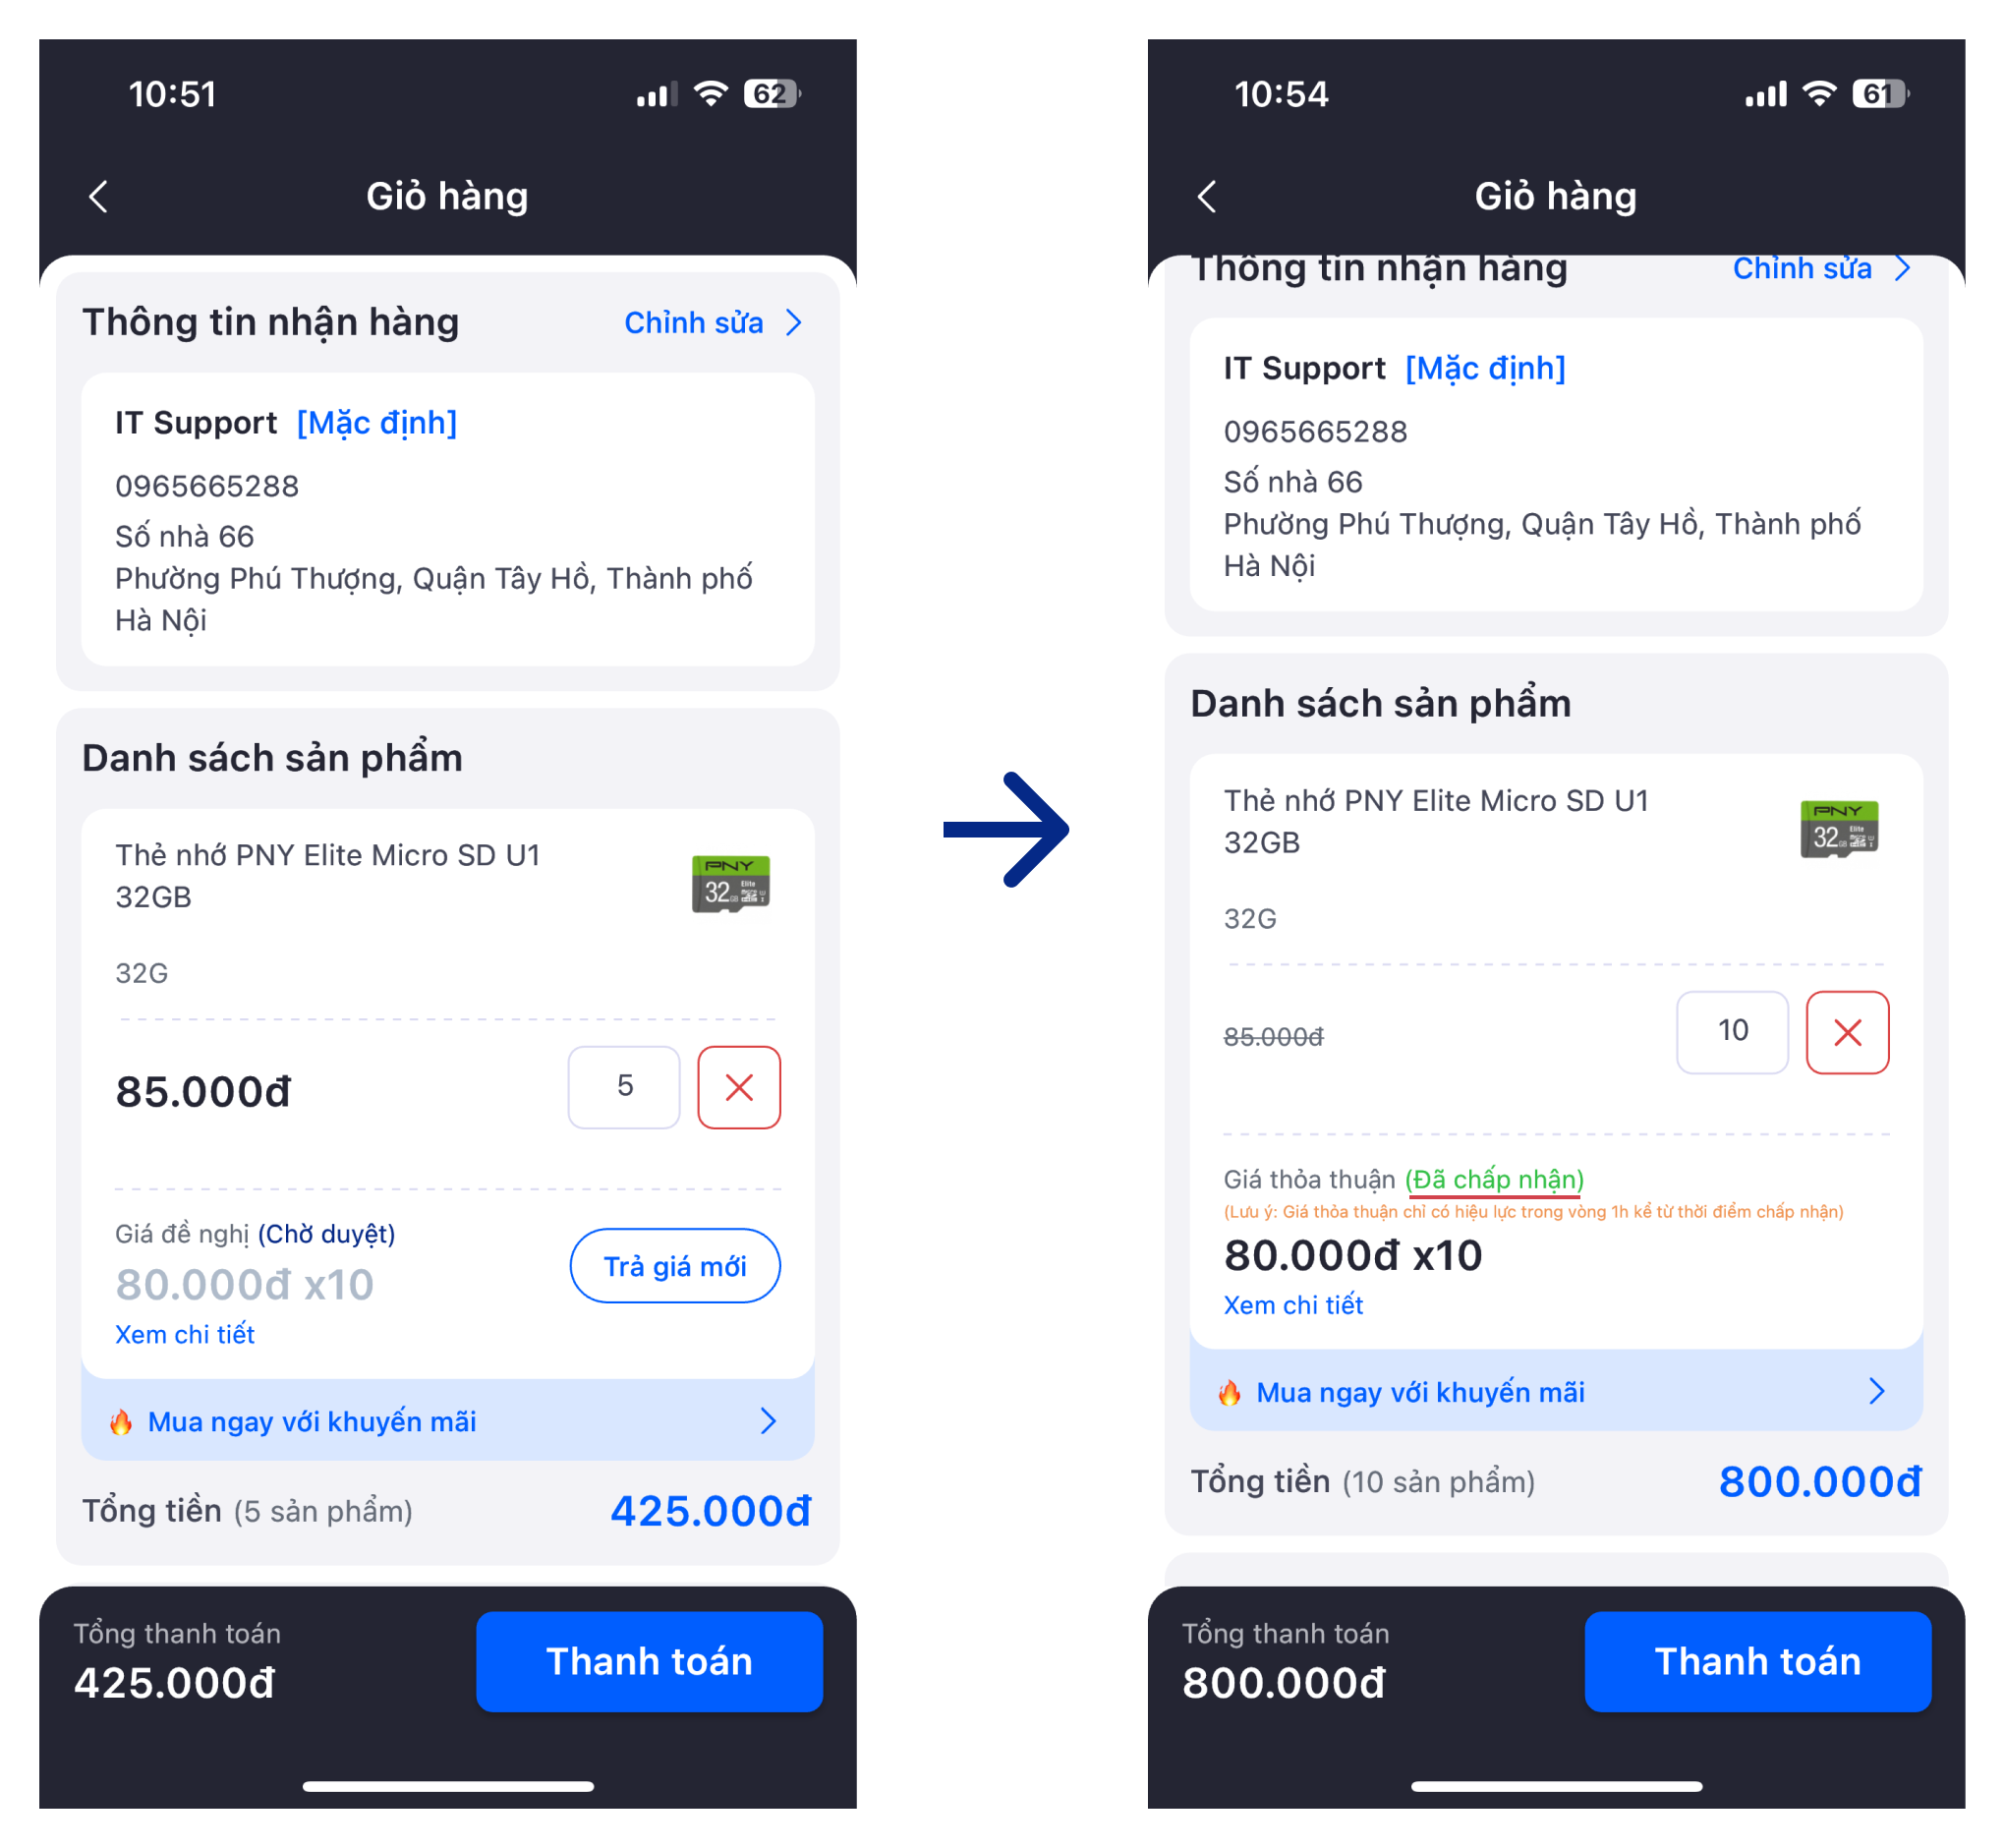 10:51
62
Giỏ hàng
Thông tin nhận hàng
Chỉnh sửa
IT Support [Mặc định]
0965665288
Số nhà 66
Phường Phú Thượng, Quận Tây Hồ, Thành phố
Hà Nội
Danh sách sản phẩm
Thẻ nhớ PNY Elite Micro SD U1
32GB
PNY
32GB
Elite
32G
85.000đ
5
Giá đề nghị (Chờ duyệt)
80.000đ x10
Trả giá mới
Xem chi tiết
Mua ngay với khuyến mãi
Tổng tiền (5 sản phẩm)
425.000đ
Tổng thanh toán
425.000đ
Thanh toán
10:54
61
Giỏ hàng
Thông tin nhận hàng
Chỉnh sửa
IT Support [Mặc định]
0965665288
Số nhà 66
Phường Phú Thượng, Quận Tây Hồ, Thành phố
Hà Nội
Danh sách sản phẩm
Thẻ nhớ PNY Elite Micro SD U1
32GB
PNY
32GB
Elite
32G
85.000đ
10
Giá thỏa thuận (Đã chấp nhận)
(Lưu ý: Giá thỏa thuận chỉ có hiệu lực trong vòng 1h kể từ thời điểm chấp nhận)
80.000đ x10
Xem chi tiết
Mua ngay với khuyến mãi
Tổng tiền (10 sản phẩm)
800.000đ
Tổng thanh toán
800.000đ
Thanh toán